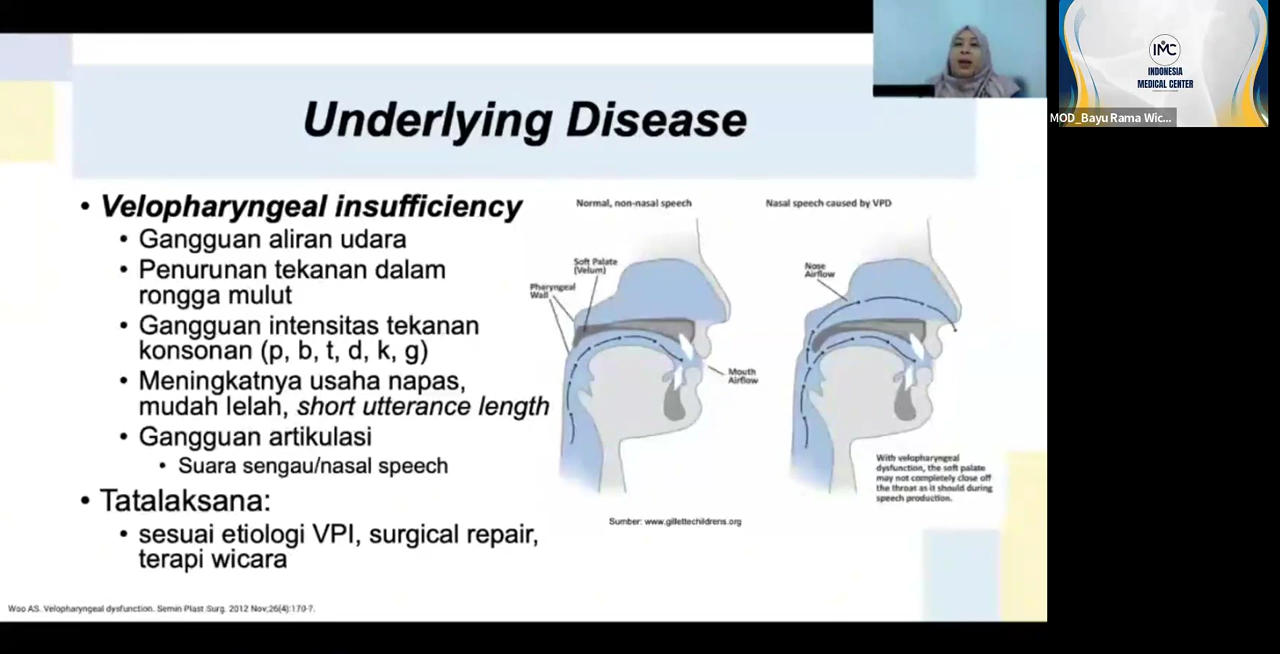 Underlying Disease
IMC
INDONESIA
MEDICAL CENTER
MOD_Bayu Rama Wic...
• Velopharyngeal insufficiency
• Gangguan aliran udara
• Penurunan tekanan dalam
rongga mulut
• Gangguan intensitas tekanan
konsonan (p, b, t, d, k, g)
• Meningkatnya usaha napas,
mudah lelah, short utterance length
• Gangguan artikulasi
• Suara sengau/nasal speech
• Tatalaksana:
• sesuai etiologi VPI, surgical repair,
terapi wicara
Normal, non-nasal speech
Soft Palate
(Velum)
Pharyngeal
Wall
Mouth
Airflow
Nasal speech caused by VPD
Nose
Airflow
With velopharyngeal
dysfunction, the soft palate
may not completely close off
the throat as it should during
speech production.
Sumber: www.gillettechildrens.org
Woo AS. Velopharyngeal dysfunction. Semin Plast Surg. 2012 Nov;26(4):170-7.